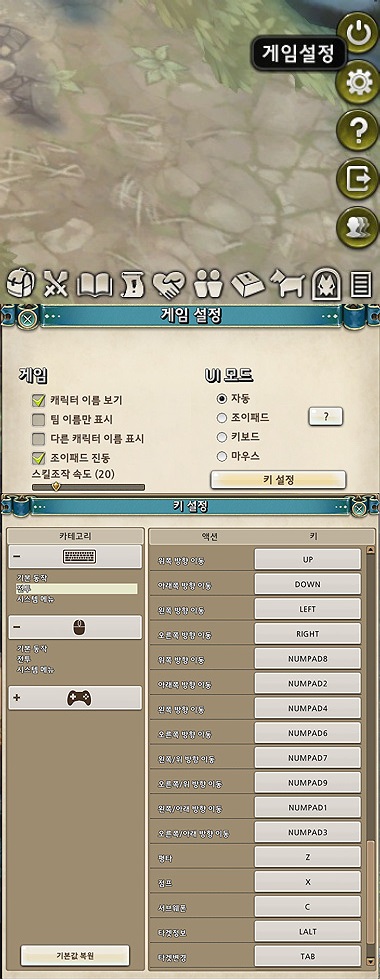 게임설정
?
게임 설정
게임
UI 모드
캐릭터 이름 보기
자동
팀 이름만 표시
조이패드
?
다른 캐릭터 이름 표시
키보드
조이패드 진동
마우스
스킬조작 속도 (20)
키 설정
키 설정
카테고리
액션
키
기본 동작
전투
시스템 메뉴
기본 동작
전투
시스템 메뉴
위쪽 방향 이동
UP
아래쪽 방향 이동
DOWN
왼쪽 방향 이동
LEFT
오른쪽 방향 이동
RIGHT
위쪽 방향 이동
NUMPAD8
아래쪽 방향 이동
NUMPAD2
왼쪽 방향 이동
NUMPAD4
오른쪽 방향 이동
NUMPAD6
왼쪽/위 방향 이동
NUMPAD7
오른쪽/위 방향 이동
NUMPAD9
왼쪽/아래 방향 이동
NUMPAD1
오른쪽/아래 방향 이동
NUMPAD3
평타
Z
점프
X
서브웨폰
C
타겟정보
LALT
타겟변경
TAB
기본값 복원